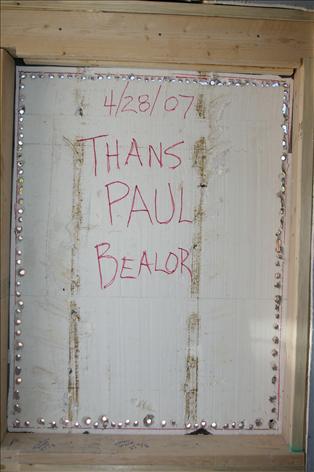 4/28/07
THANS
PAUL
BEALOR